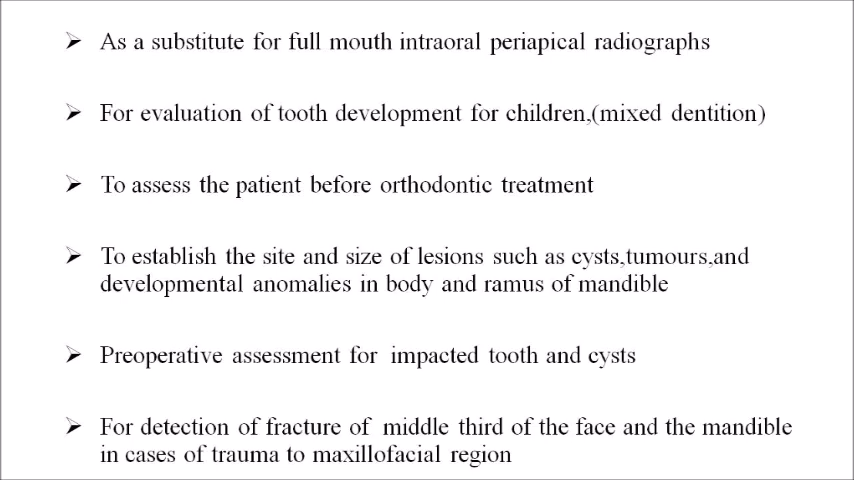 ➢ As a substitute for full mouth intraoral periapical radiographs
➢ For evaluation of tooth development for children,(mixed dentition)
➢ To assess the patient before orthodontic treatment
➢ To establish the site and size of lesions such as cysts,tumours,and
developmental anomalies in body and ramus of mandible
➢ Preoperative assessment for impacted tooth and cysts
➢ For detection of fracture of middle third of the face and the mandible
in cases of trauma to maxillofacial region